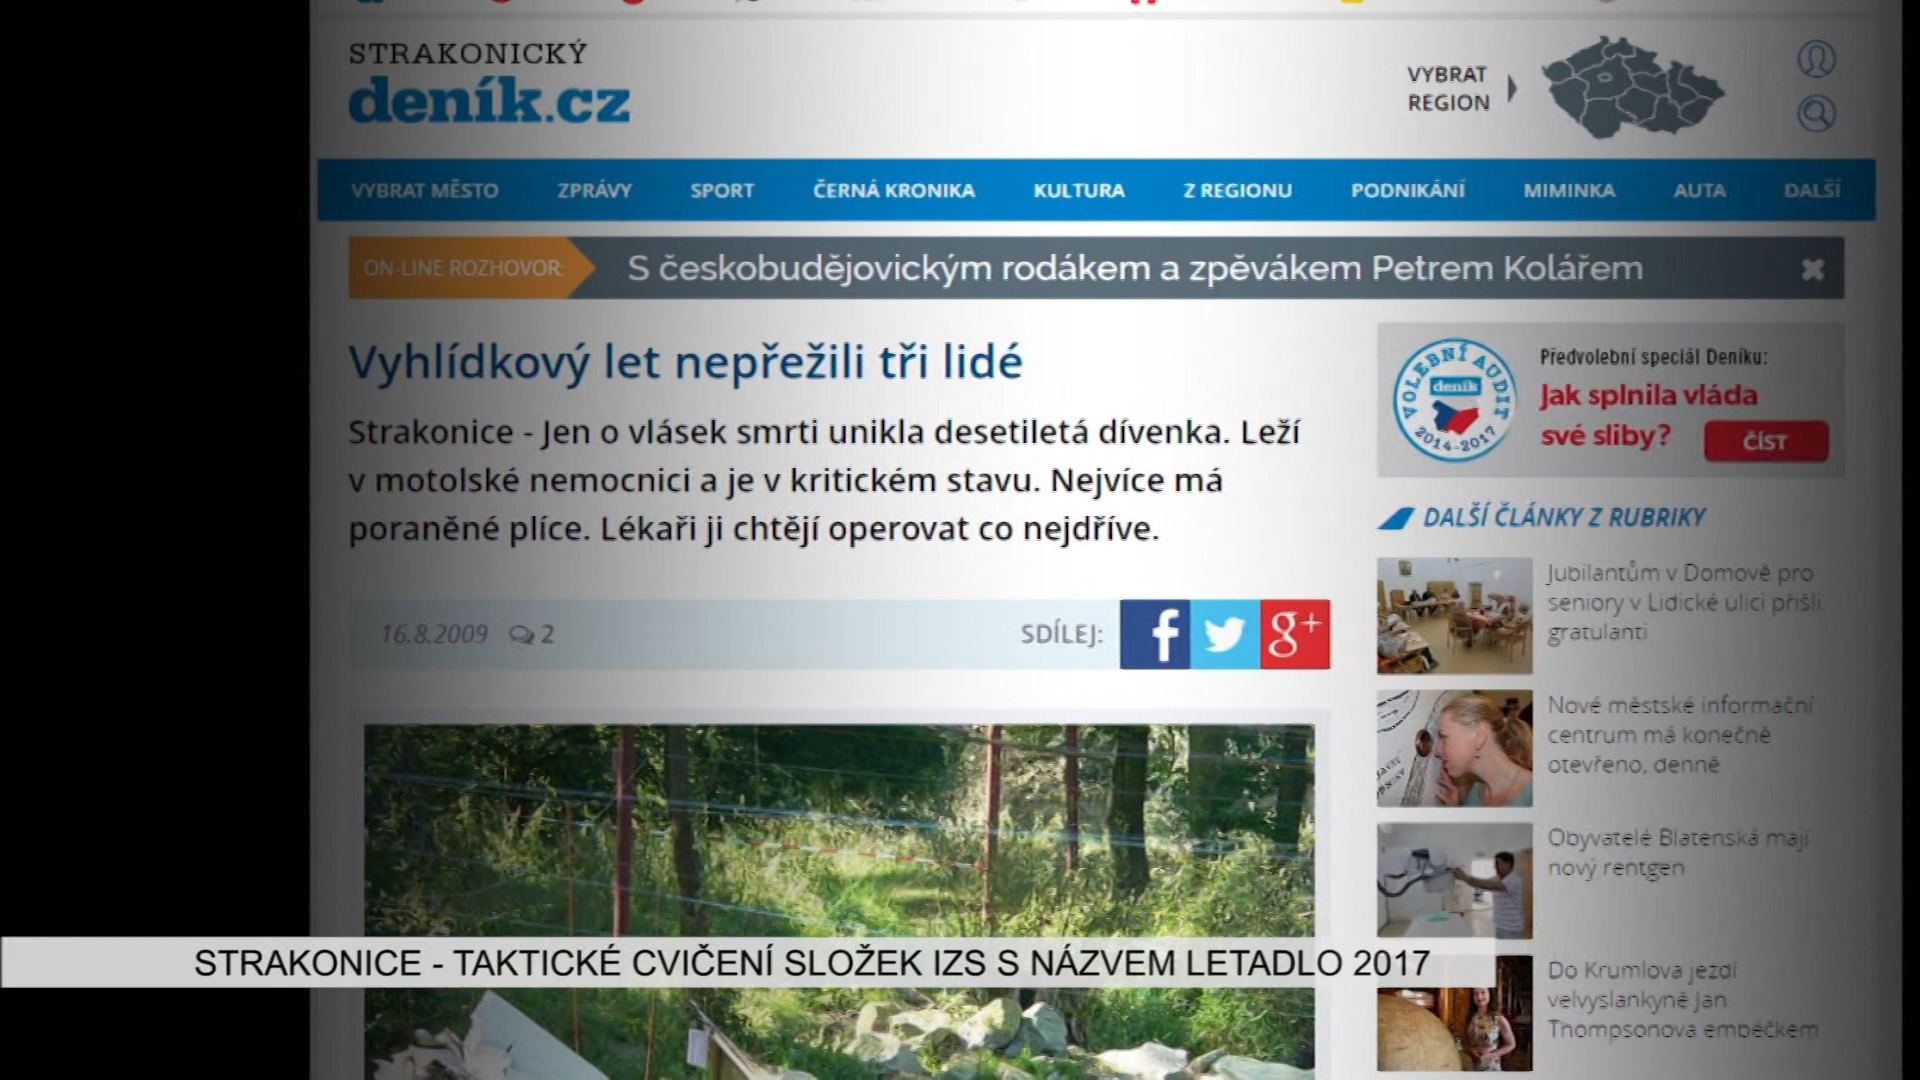 STRAKONICKÝ
deník.cz
VYBRAT
REGION
VYBRAT MĚSTO ZPRÁVY SPORT ČERNÁ KRONIKA KULTURA Z REGIONU PODNIKÁNÍ MIMINKA AUTA DALŠÍ
ON-LINE ROZHOVOR: S českobudějovickým rodákem a zpěvákem Petrem Kolářem
Vyhlídkový let nepřežili tři lidé
Strakonice - Jen o vlásek smrti unikla desetiletá dívenka. Leží
v motolské nemocnici a je v kritickém stavu. Nejvíce má
poraněné plíce. Lékaři ji chtějí operovat co nejdříve.
16.8.2009 2
SDÍLEJ: f g+
VOLEBNÍ AUDIT
deník
2014-2017
Předvolební speciál Deníku:
Jak splnila vláda
své sliby?
ČÍST
DALŠÍ ČLÁNKY Z RUBRIKY
Jubilantům v Domově pro
seniory v Lidické ulici přišli
gratulanti
Nové městské informační
centrum má konečně
otevřeno, denně
Obyvatelé Blatenská mají
nový rentgen
Do Krumlova jezdí
velvyslankyně Jan
Thompsonova embéčkem
STRAKONICE - TAKTICKÉ CVIČENÍ SLOŽEK IZS S NÁZVEM LETADLO 2017